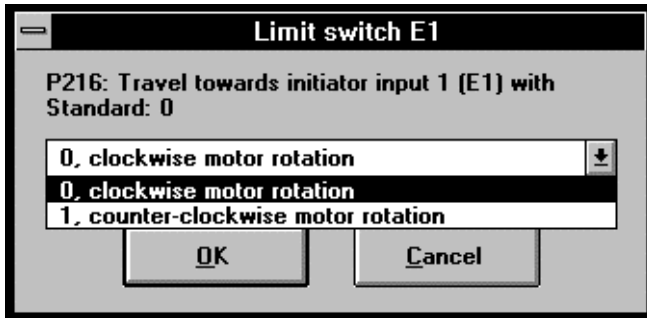 Limit switch E1
P216: Travel towards initiator input 1 (E1) with
Standard: 0
0, clockwise motor rotation
0, clockwise motor rotation
1, counter-clockwise motor rotation
OK
Cancel